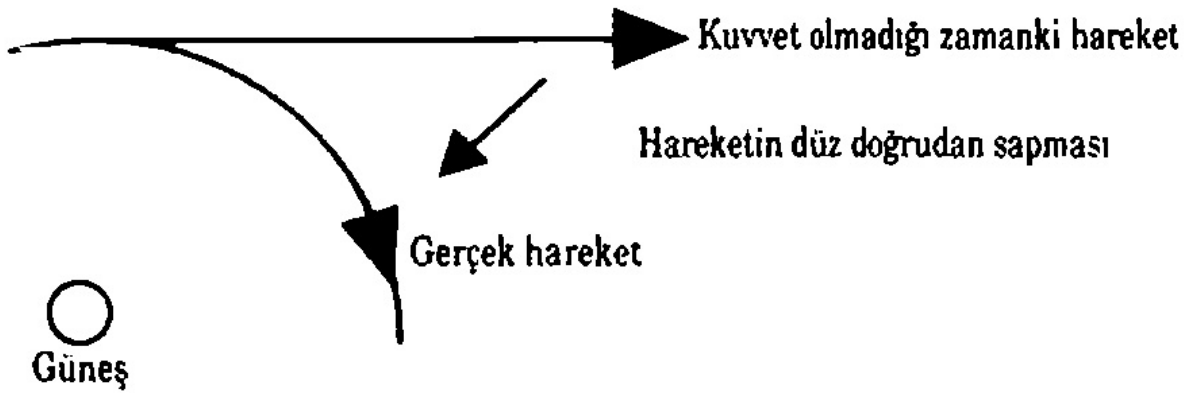 Kuvvet olmadığı zamanki hareket
Hareketin düz doğrudan sapması
Gerçek hareket
Güneş